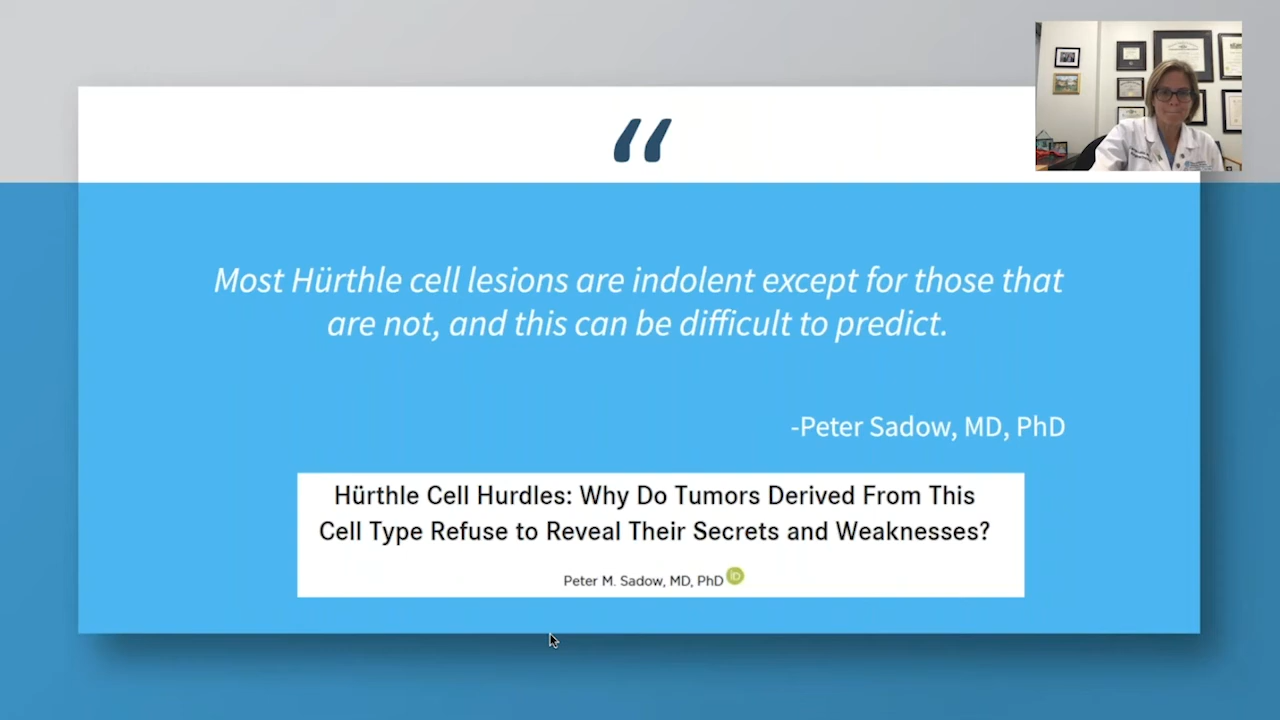 “
Most Hürthle cell lesions are indolent except for those that
are not, and this can be difficult to predict.
-Peter Sadow, MD, PhD
Hürthle Cell Hurdles: Why Do Tumors Derived From This
Cell Type Refuse to Reveal Their Secrets and Weaknesses?
Peter M. Sadow, MD, PhD iD